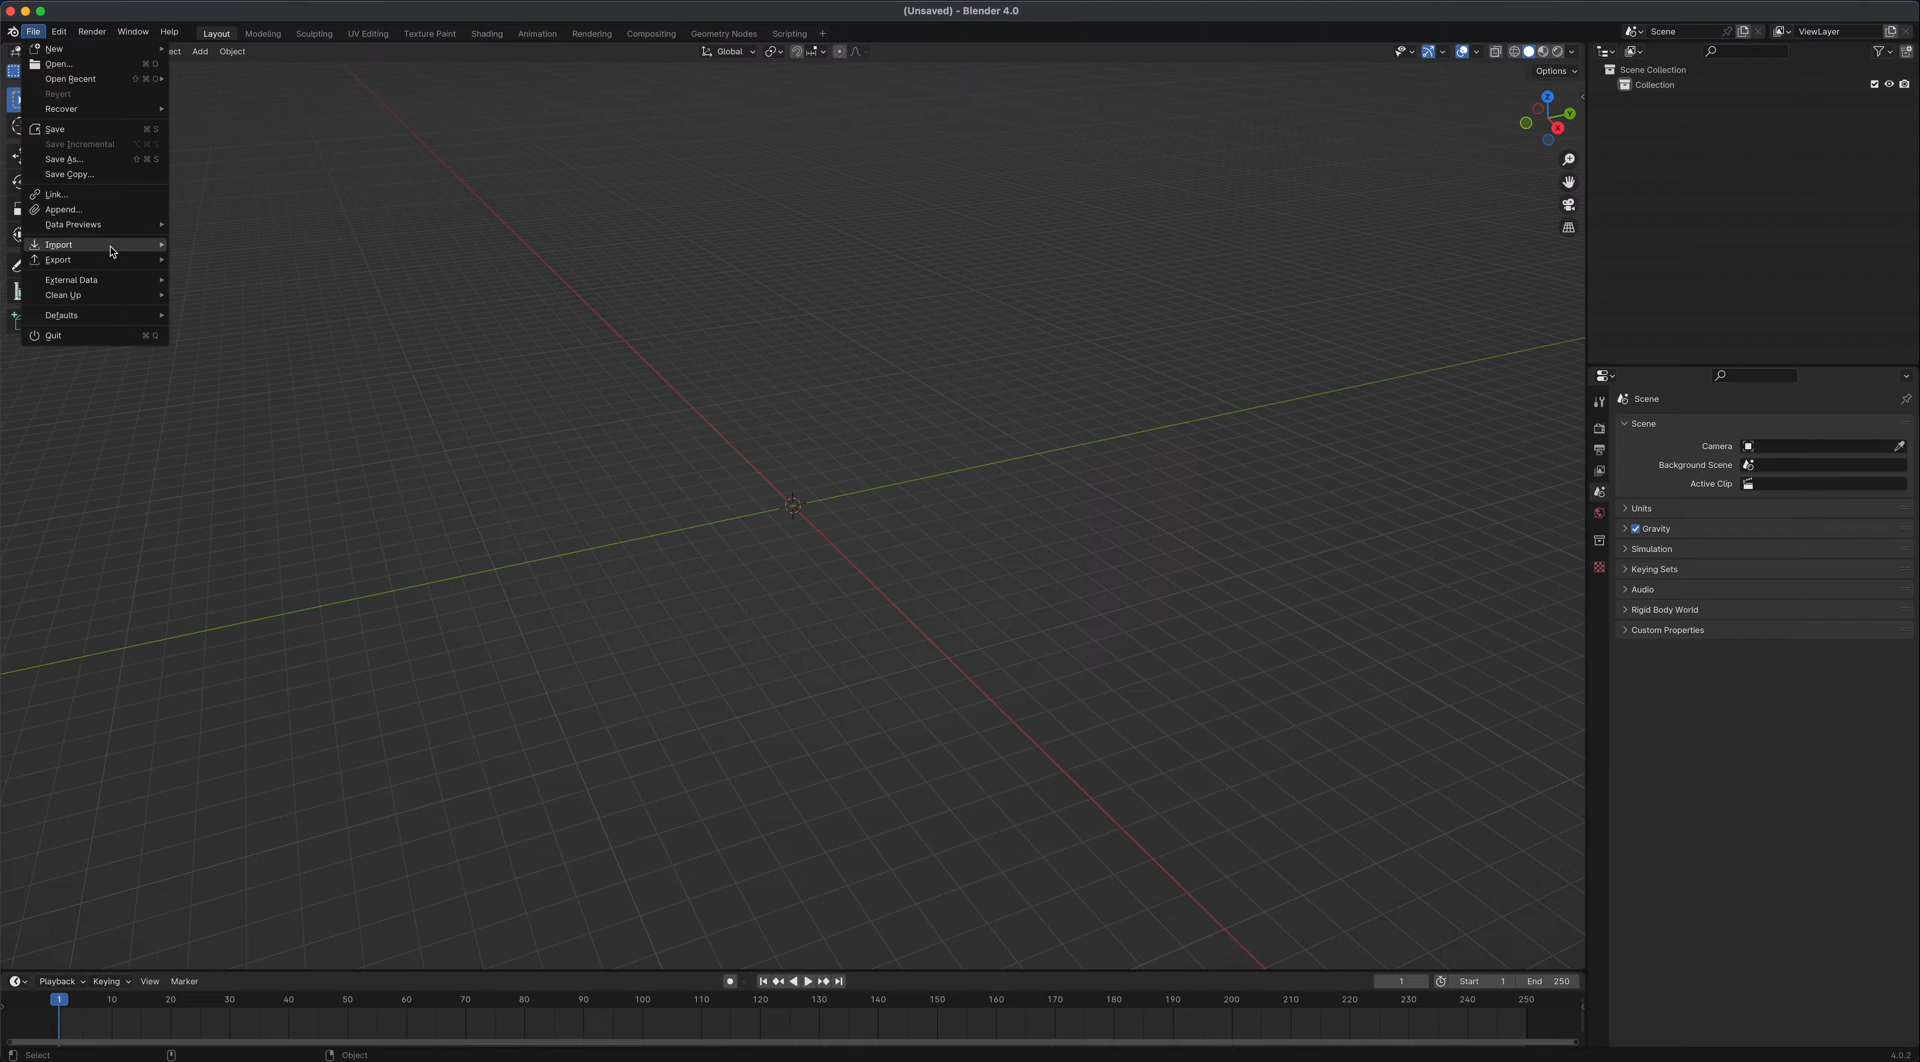 (Unsaved) - Blender 4.0
File Edit Render Window Help Layout Modeling Sculpting UV Editing Texture Paint Shading Animation Rendering Compositing Geometry Nodes Scripting + Scene ViewLayer
Add Object Global
Options
New
Open... ⌘ O
Open Recent ⇧ ⌘ O
Revert
Recover
Save ⌘ S
Save Incremental ⌥ ⌘ S
Save As... ⇧ ⌘ S
Save Copy...
Link...
Append...
Data Previews
Import
Export
External Data
Clean Up
Defaults
Quit ⌘ Q
Z
Y
X
Scene Collection
Collection
Scene
Scene
Camera
Background Scene
Active Clip
Units
Gravity
Simulation
Keying Sets
Audio
Rigid Body World
Custom Properties
Playback Keying View Marker 1 Start 1 End 250
1 10 20 30 40 50 60 70 80 90 100 110 120 130 140 150 160 170 180 190 200 210 220 230 240 250
Select Object 4.0.2